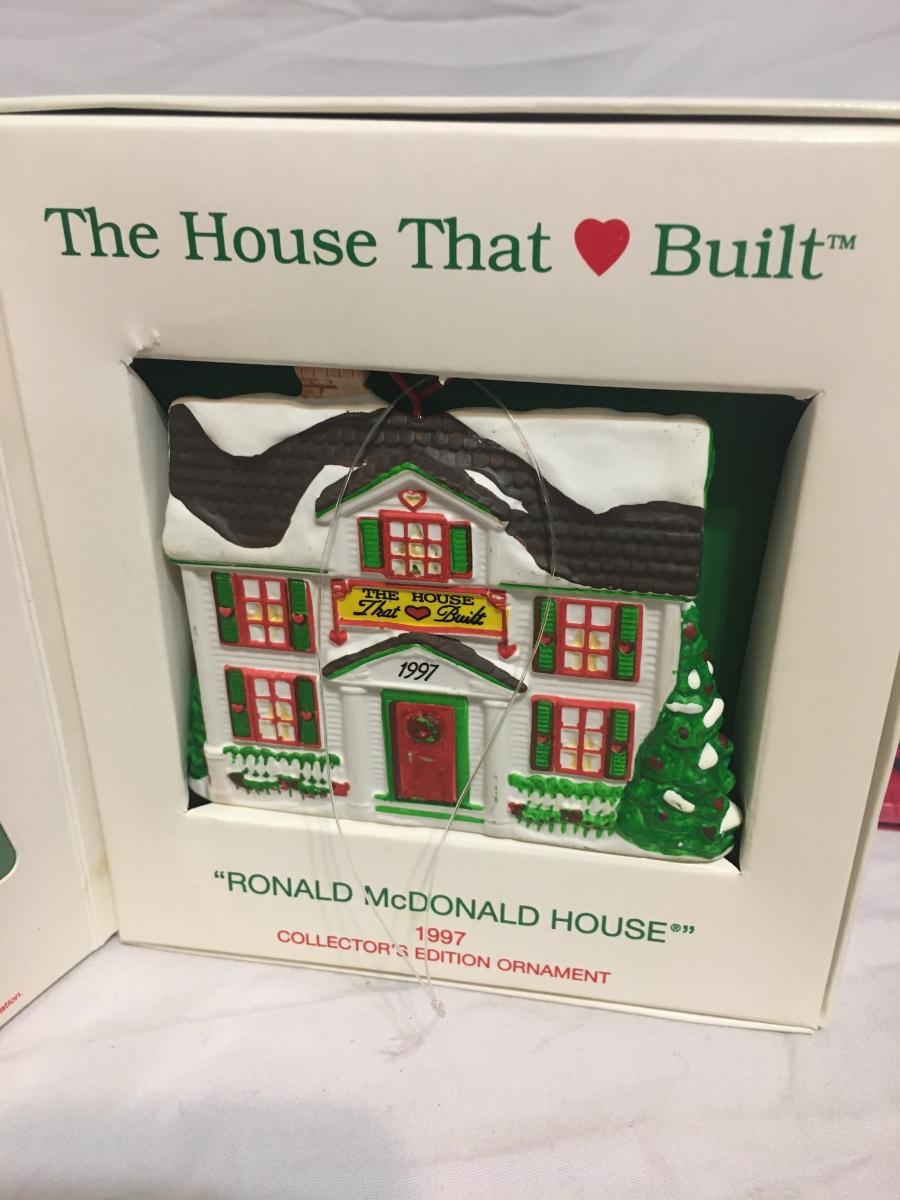 The House That ♥ Built™
THE HOUSE
That ♥ Built
1997
“RONALD McDONALD HOUSE®”
1997
COLLECTOR'S EDITION ORNAMENT